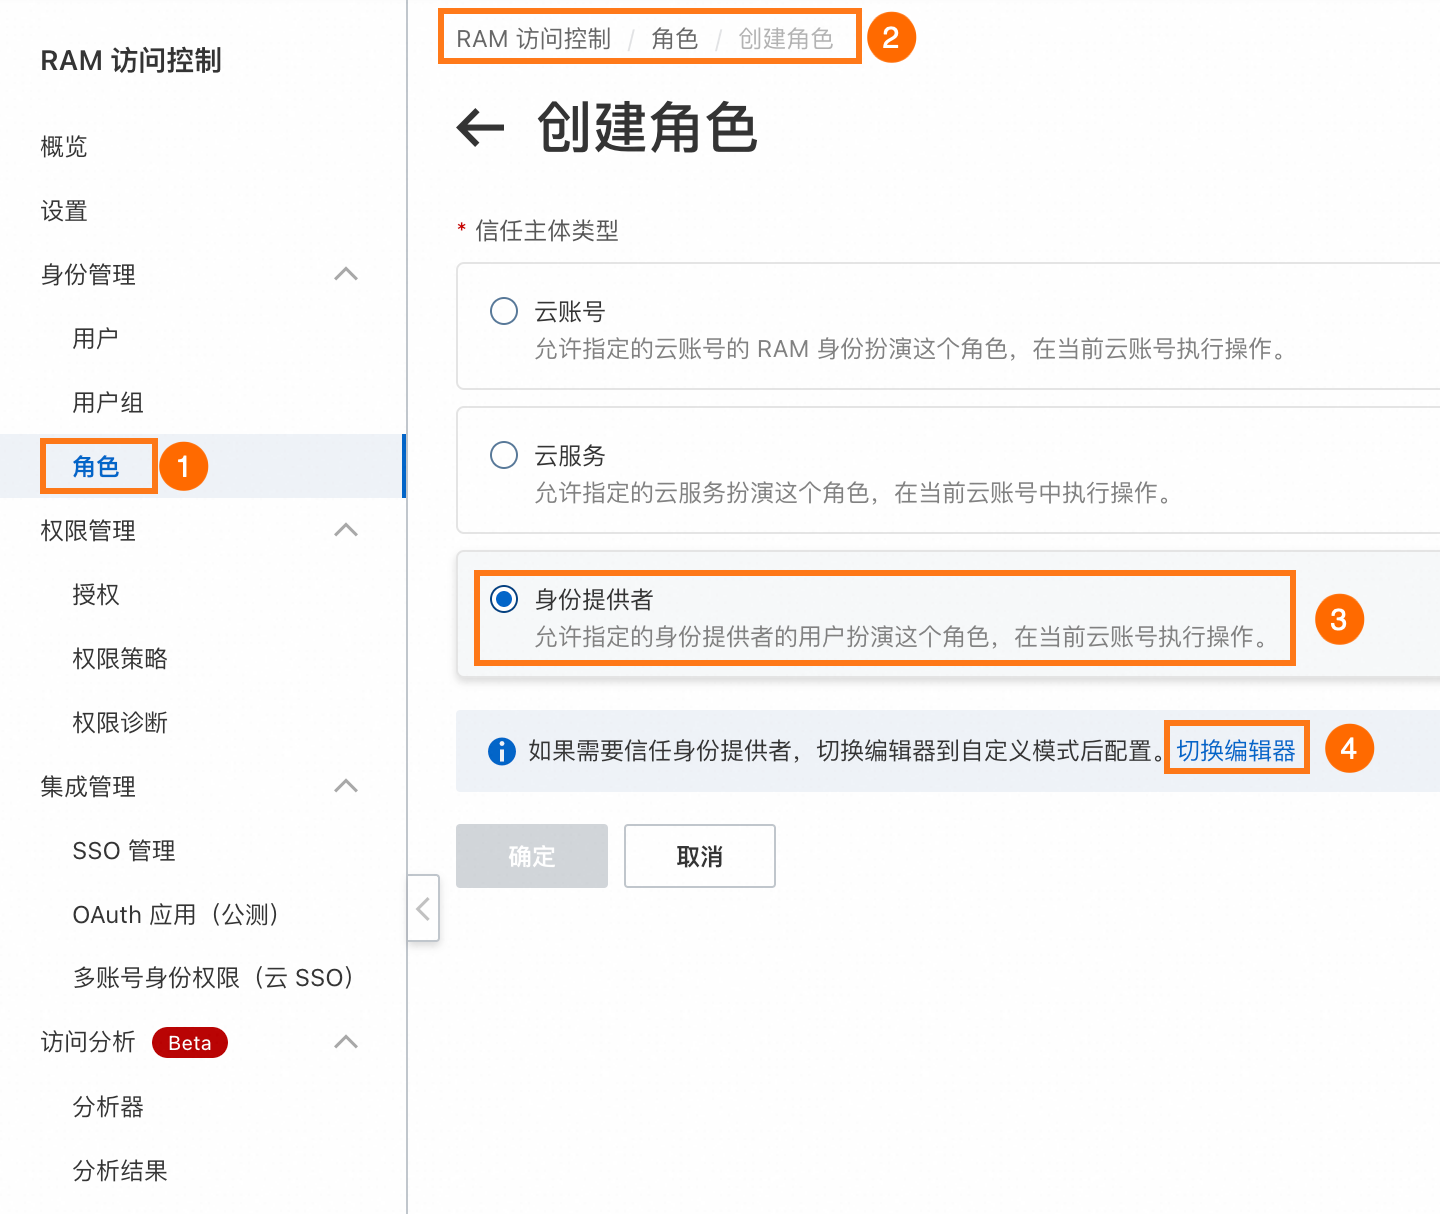 RAM 访问控制
概览
设置
身份管理
用户
用户组
角色 1
权限管理
授权
权限策略
权限诊断
集成管理
SSO 管理
OAuth 应用（公测）
多账号身份权限（云 SSO）
访问分析 Beta
分析器
分析结果
RAM 访问控制 / 角色 / 创建角色 2
创建角色
* 信任主体类型
云账号
允许指定的云账号的 RAM 身份扮演这个角色，在当前云账号执行操作。
云服务
允许指定的云服务扮演这个角色，在当前云账号中执行操作。
身份提供者
允许指定的身份提供者的用户扮演这个角色，在当前云账号执行操作。
3
如果需要信任身份提供者，切换编辑器到自定义模式后配置。切换编辑器 4
确定 取消